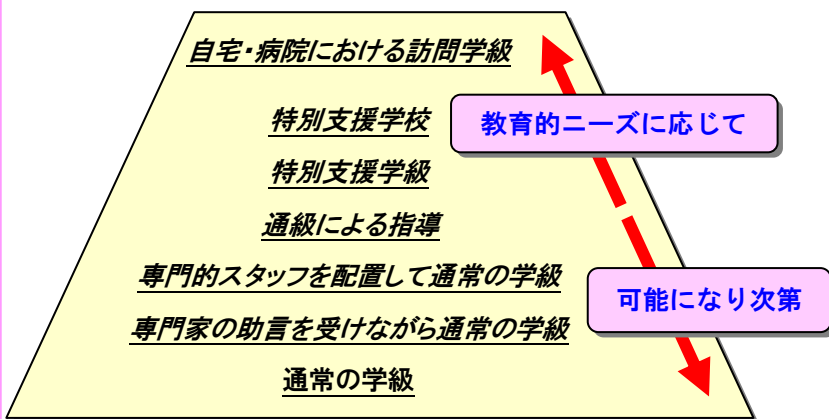 自宅・病院における訪問学級
特別支援学校
教育的ニーズに応じて
特別支援学級
通級による指導
専門的スタッフを配置して通常の学級
可能になり次第
専門家の助言を受けながら通常の学級
通常の学級